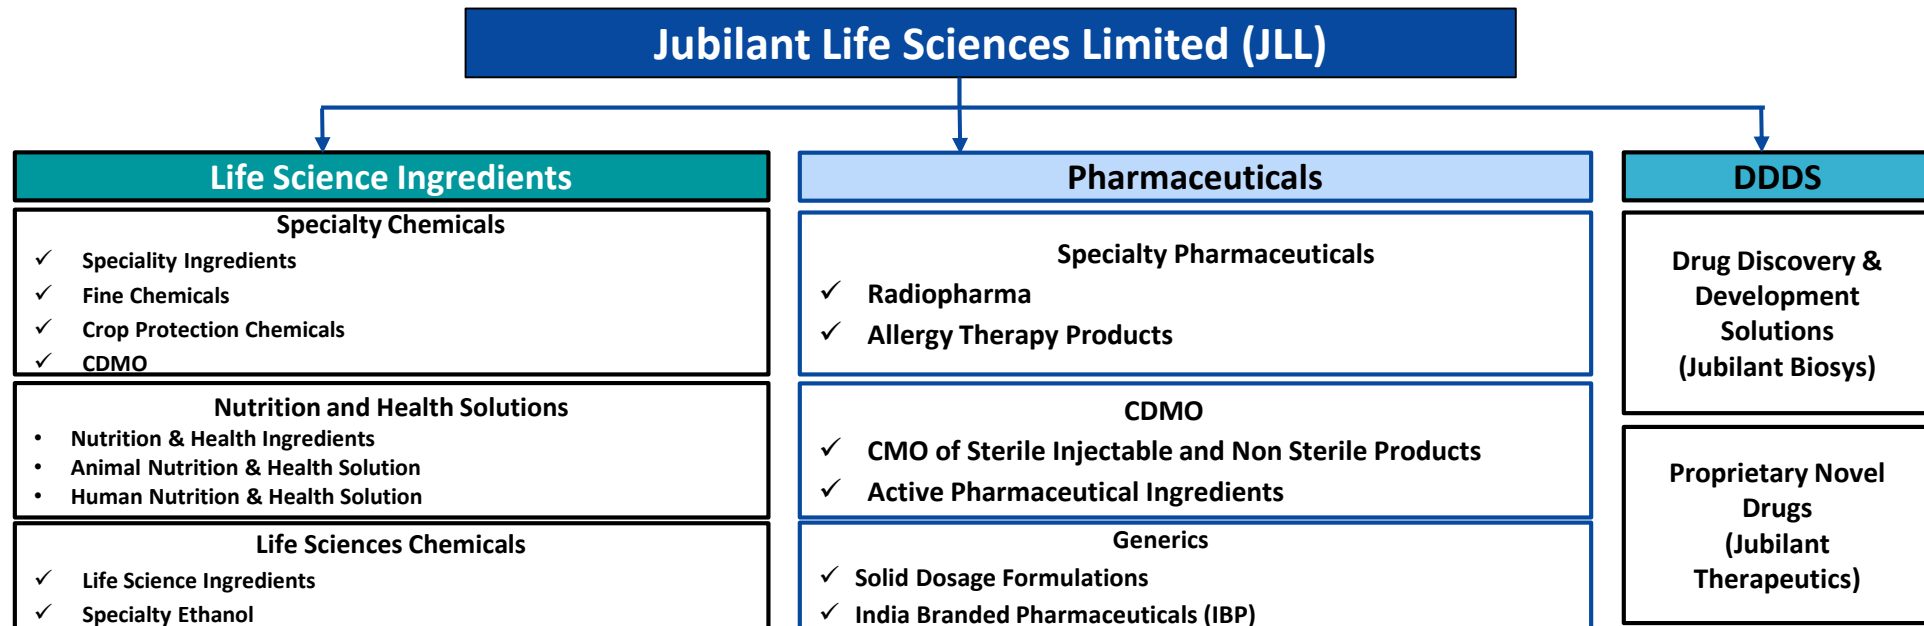 Jubilant Life Sciences Limited (JLL)
Life Science Ingredients
Specialty Chemicals
✓ Speciality Ingredients
✓ Fine Chemicals
✓ Crop Protection Chemicals
✓ CDMO
Nutrition and Health Solutions
• Nutrition & Health Ingredients
• Animal Nutrition & Health Solution
• Human Nutrition & Health Solution
Life Sciences Chemicals
✓ Life Science Ingredients
✓ Specialty Ethanol
Pharmaceuticals
Specialty Pharmaceuticals
✓ Radiopharma
✓ Allergy Therapy Products
CDMO
✓ CMO of Sterile Injectable and Non Sterile Products
✓ Active Pharmaceutical Ingredients
Generics
✓ Solid Dosage Formulations
✓ India Branded Pharmaceuticals (IBP)
DDDS
Drug Discovery &
Development
Solutions
(Jubilant Biosys)
Proprietary Novel
Drugs
(Jubilant
Therapeutics)